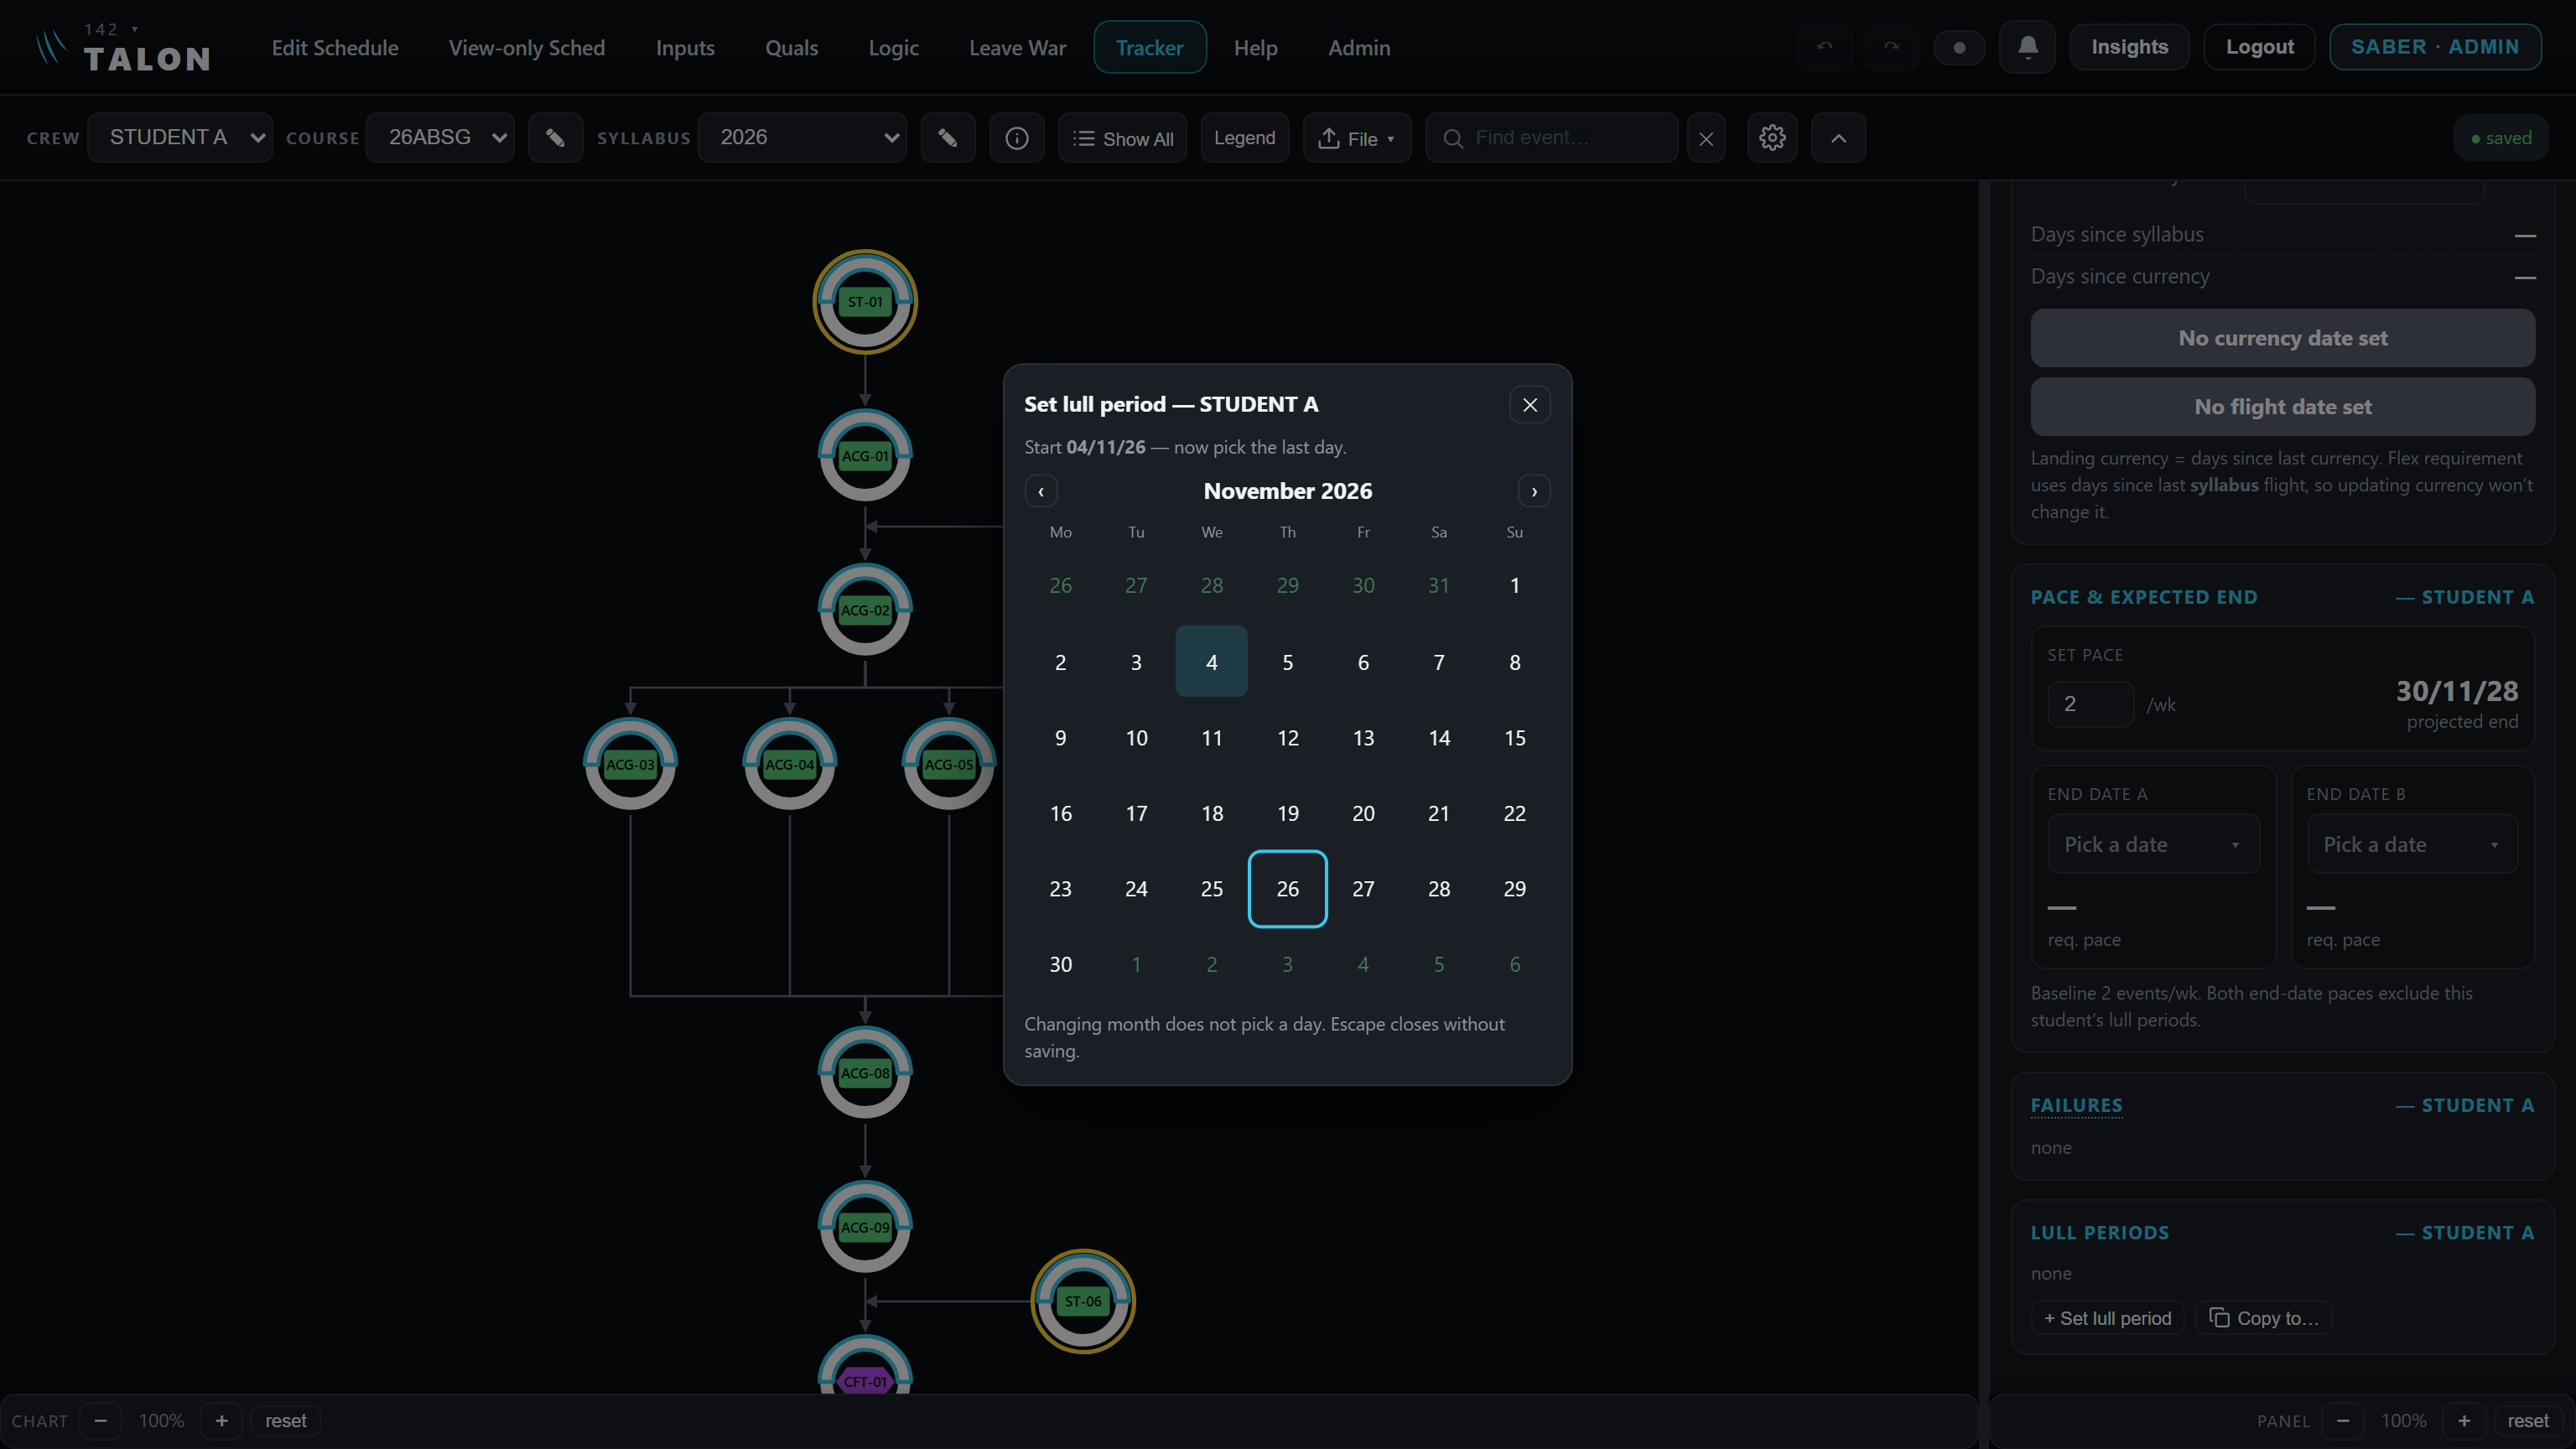 142 ▾
TALON
Edit Schedule
View-only Sched
Inputs
Quals
Logic
Leave War
Tracker
Help
Admin
Insights
Logout
SABER · ADMIN
CREW
STUDENT A
COURSE
26ABSG
SYLLABUS
2026
Show All
Legend
File ▾
Find event…
saved
ST-01
ACG-01
ACG-02
ACG-03
ACG-04
ACG-05
ACG-08
ACG-09
ST-06
CFT-01
Set lull period — STUDENT A
Start 04/11/26 — now pick the last day.
‹ November 2026 ›
Mo Tu We Th Fr Sa Su
26 27 28 29 30 31 1
2 3 4 5 6 7 8
9 10 11 12 13 14 15
16 17 18 19 20 21 22
23 24 25 26 27 28 29
30 1 2 3 4 5 6
Changing month does not pick a day. Escape closes without
saving.
Days since syllabus —
Days since currency —
No currency date set
No flight date set
Landing currency = days since last currency. Flex requirement
uses days since last syllabus flight, so updating currency won't
change it.
PACE & EXPECTED END — STUDENT A
SET PACE
2 /wk
30/11/28
projected end
END DATE A
Pick a date ▾
—
req. pace
END DATE B
Pick a date ▾
—
req. pace
Baseline 2 events/wk. Both end-date paces exclude this
student's lull periods.
FAILURES — STUDENT A
none
LULL PERIODS — STUDENT A
none
+ Set lull period
Copy to…
CHART − 100% + reset
PANEL − 100% + reset